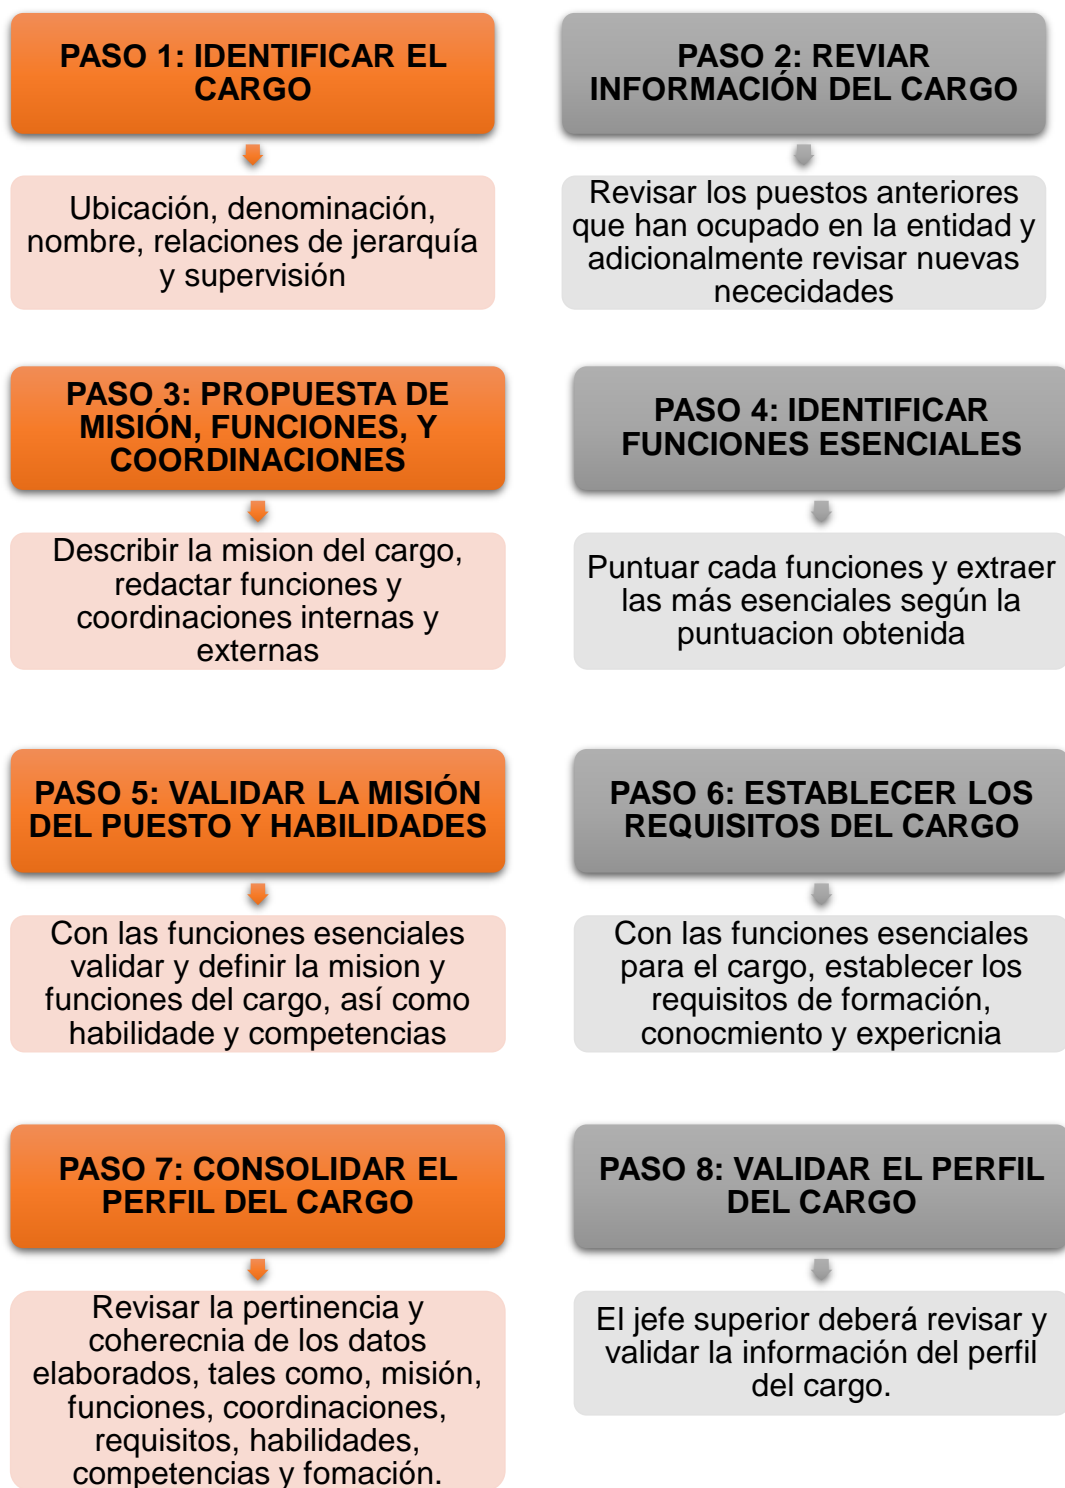 PASO 1: IDENTIFICAR EL
CARGO
Ubicación, denominación,
nombre, relaciones de jerarquía
y supervisión
PASO 2: REVIAR
INFORMACIÓN DEL CARGO
Revisar los puestos anteriores
que han ocupado en la entidad y
adicionalmente revisar nuevas
nececidades
PASO 3: PROPUESTA DE
MISIÓN, FUNCIONES, Y
COORDINACIONES
Describir la mision del cargo,
redactar funciones y
coordinaciones internas y
externas
PASO 4: IDENTIFICAR
FUNCIONES ESENCIALES
Puntuar cada funciones y extraer
las más esenciales según la
puntuacion obtenida
PASO 5: VALIDAR LA MISIÓN
DEL PUESTO Y HABILIDADES
Con las funciones esenciales
validar y definir la mision y
funciones del cargo, así como
habilidade y competencias
PASO 6: ESTABLECER LOS
REQUISITOS DEL CARGO
Con las funciones esenciales
para el cargo, establecer los
requisitos de formación,
conocmiento y expericnia
PASO 7: CONSOLIDAR EL
PERFIL DEL CARGO
Revisar la pertinencia y
coherecnia de los datos
elaborados, tales como, misión,
funciones, coordinaciones,
requisitos, habilidades,
competencias y fomación.
PASO 8: VALIDAR EL PERFIL
DEL CARGO
El jefe superior deberá revisar y
validar la información del perfil
del cargo.